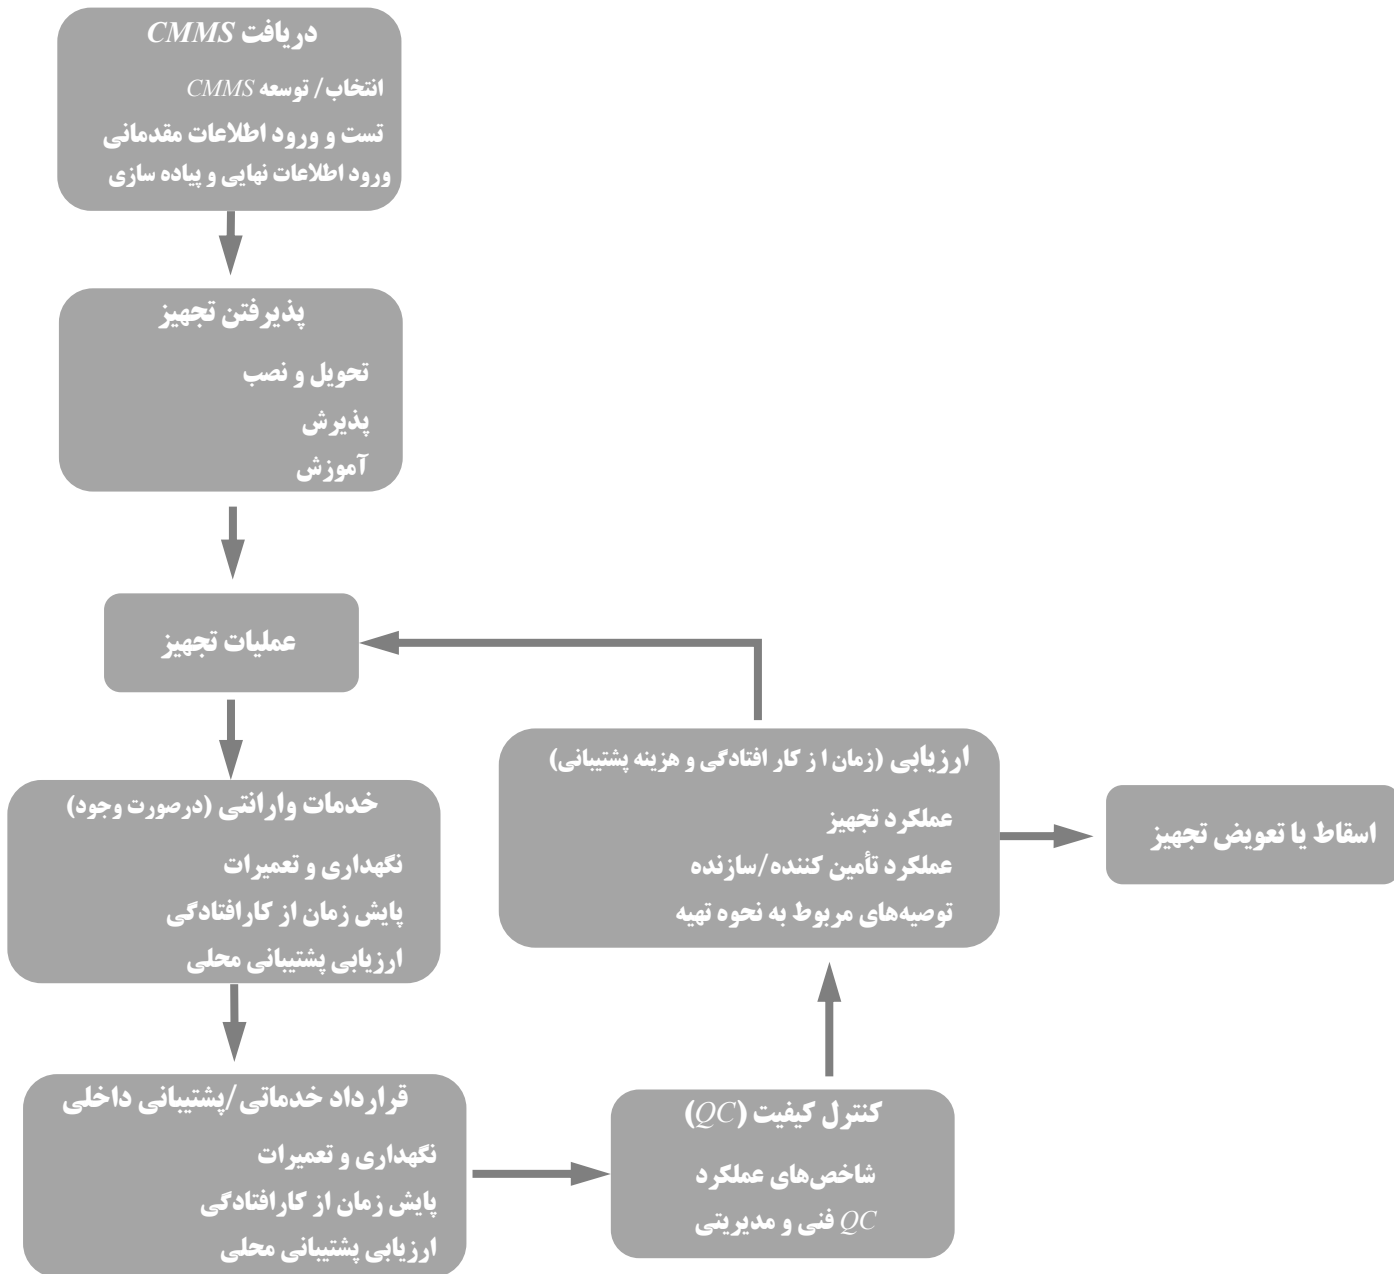 دریافت CMMS
انتخاب/ توسعه CMMS
تست و ورود اطلاعات مقدماتی
ورود اطلاعات نهایی و پیاده سازی
پذیرفتن تجهیز
تحویل و نصب
پذیرش
آموزش
عملیات تجهیز
خدمات وارانتی (درصورت وجود)
نگهداری و تعمیرات
پایش زمان از کارافتادگی
ارزیابی پشتیبانی محلی
قرارداد خدماتی/پشتیبانی داخلی
نگهداری و تعمیرات
پایش زمان از کارافتادگی
ارزیابی پشتیبانی محلی
کنترل کیفیت (QC)
شاخص‌های عملکرد
QC فنی و مدیریتی
ارزیابی (زمان ا ز کار افتادگی و هزینه پشتیبانی)
عملکرد تجهیز
عملکرد تأمین کننده/سازنده
توصیه‌های مربوط به نحوه تهیه
اسقاط یا تعویض تجهیز